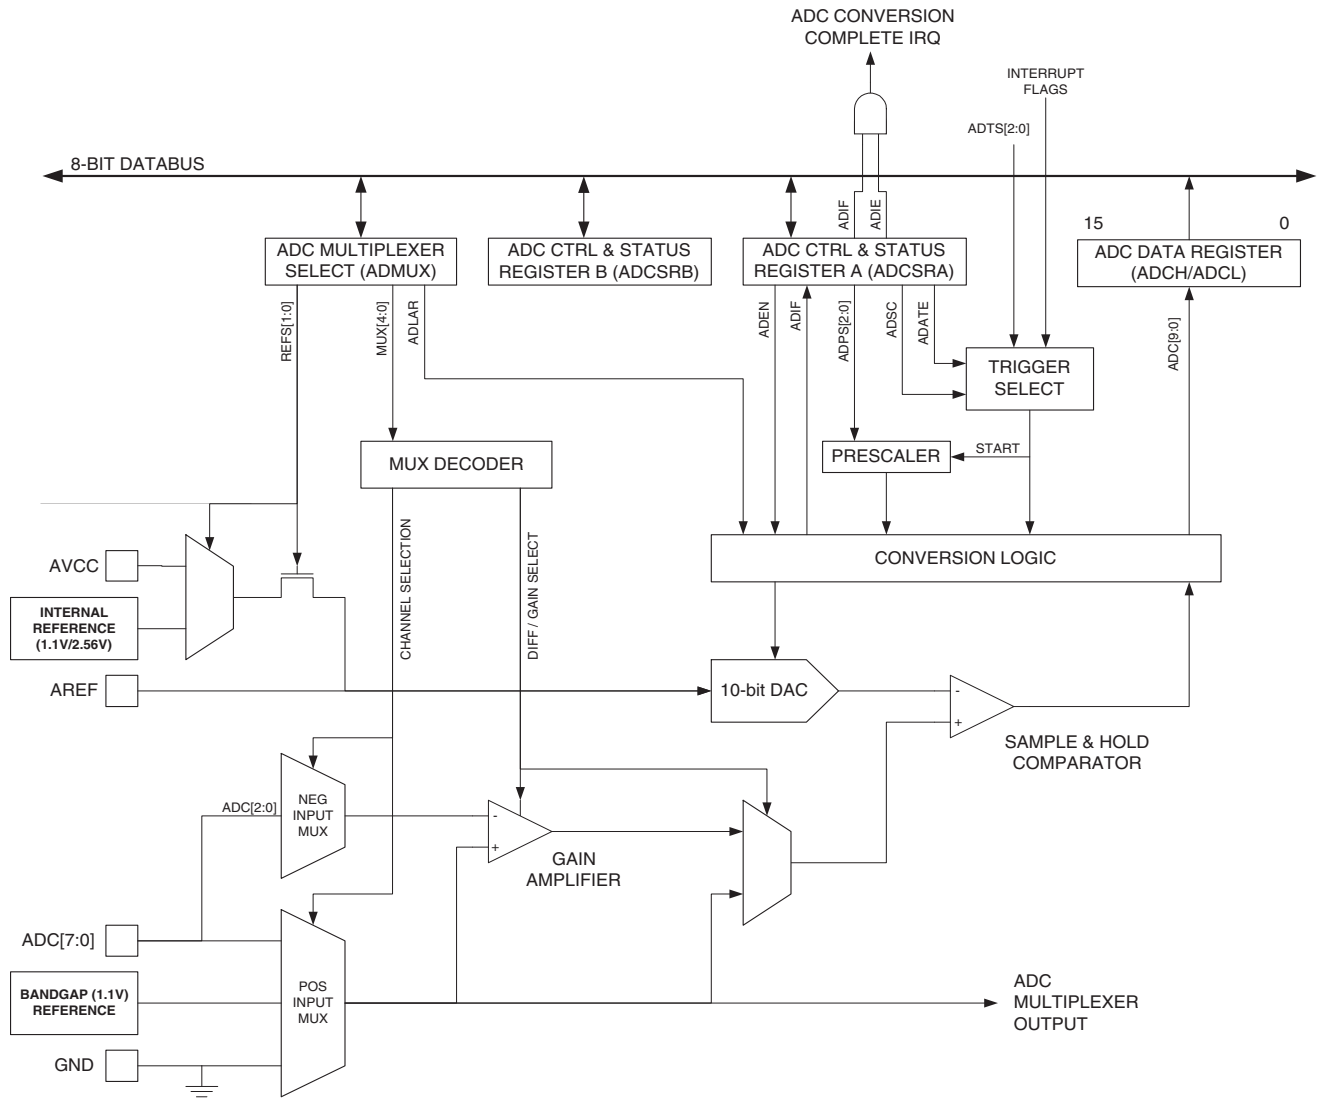 ADC CONVERSION
COMPLETE IRQ
INTERRUPT
FLAGS
ADTS[2:0]
8-BIT DATABUS
ADIF
ADIE
15
0
ADC MULTIPLEXER
SELECT (ADMUX)
ADC CTRL & STATUS
REGISTER B (ADCSRB)
ADC CTRL & STATUS
REGISTER A (ADCSRA)
ADC DATA REGISTER
(ADCH/ADCL)
REFS[1:0]
MUX[4:0]
ADLAR
ADEN
ADIF
ADPS[2:0]
ADSC
ADATE
ADC[9:0]
TRIGGER
SELECT
MUX DECODER
PRESCALER
START
CHANNEL SELECTION
DIFF / GAIN SELECT
CONVERSION LOGIC
AVCC
INTERNAL
REFERENCE
(1.1V/2.56V)
AREF
10-bit DAC
-
+
SAMPLE & HOLD
COMPARATOR
ADC[2:0]
NEG
INPUT
MUX
-
+
GAIN
AMPLIFIER
ADC[7:0]
BANDGAP (1.1V)
REFERENCE
POS
INPUT
MUX
ADC
MULTIPLEXER
OUTPUT
GND